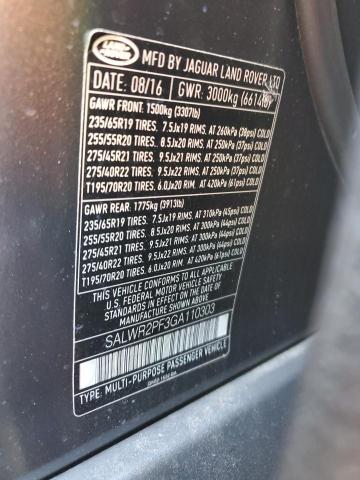 LAND-
-ROVER
MFD BY JAGUAR LAND ROVER LTD
DATE: 08/16 GWR: 3000kg (6614lb)
GAWR FRONT: 1500kg (3307lb)
235/65R19 TIRES. 7.5Jx19 RIMS. AT 260kPa (38psi) COLD
255/55R20 TIRES. 8.5Jx20 RIMS. AT 250kPa (37psi) COLD
275/45R21 TIRES. 9.5Jx21 RIMS. AT 250kPa (37psi) COLD
275/40R22 TIRES. 9.5Jx22 RIMS. AT 250kPa (37psi) COLD
T195/70R20 TIRES. 6.0Jx20 RIM. AT 420kPa (61psi) COLD
GAWR REAR: 1775kg (3913lb)
235/65R19 TIRES. 7.5Jx19 RIMS. AT 310kPa (45psi) COLD
255/55R20 TIRES. 8.5Jx20 RIMS. AT 300kPa (44psi) COLD
275/45R21 TIRES. 9.5Jx21 RIMS. AT 300kPa (44psi) COLD
275/40R22 TIRES. 9.5Jx22 RIMS. AT 300kPa (44psi) COLD
T195/70R20 TIRES. 6.0Jx20 RIM. AT 420kPa (61psi) COLD
THIS VEHICLE CONFORMS TO ALL APPLICABLE
U.S. FEDERAL MOTOR VEHICLE SAFETY AND
THEFT PREVENTION STANDARDS IN EFFECT ON
THE DATE OF MANUFACTURE SHOWN ABOVE.
SALWR2PF3GA110303
TYPE: MULTI-PURPOSE PASSENGER VEHICLE